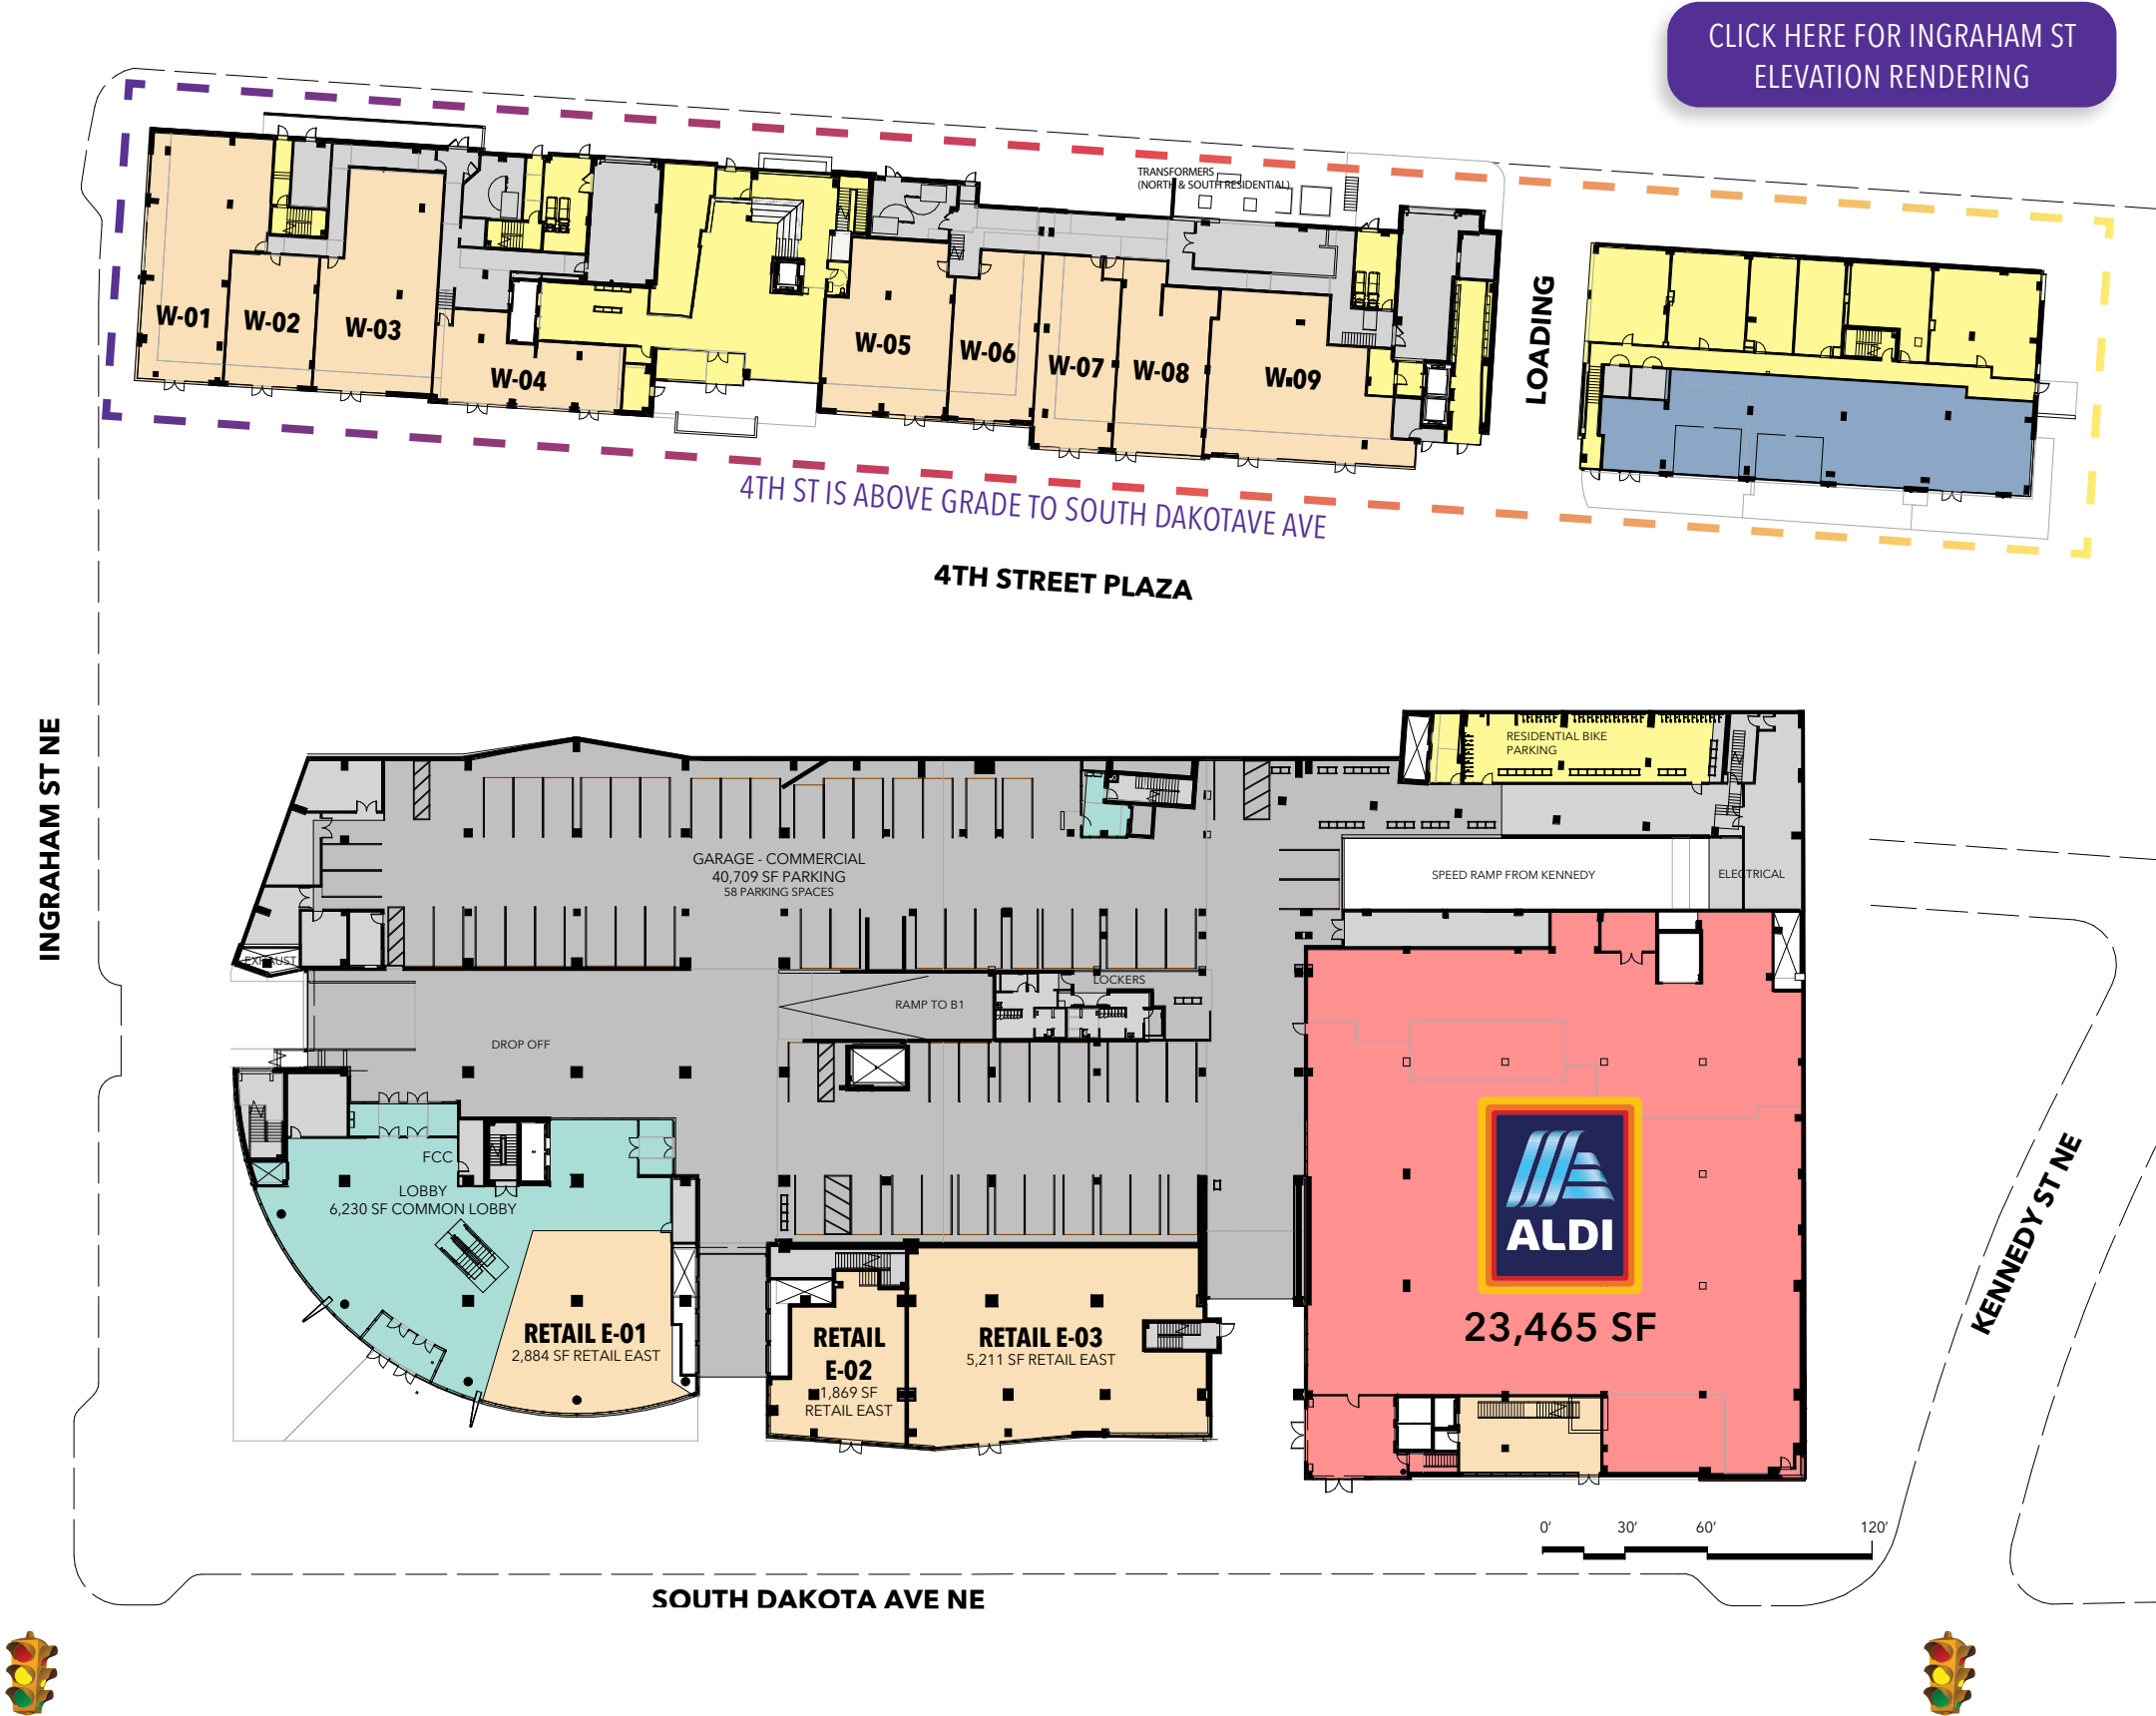 CLICK HERE FOR INGRAHAM ST
ELEVATION RENDERING
TRANSFORMERS
(NORTH & SOUTH RESIDENTIAL)
W-01
W-02
W-03
W-04
W-05
W-06
W-07
W-08
W-09
LOADING
4TH ST IS ABOVE GRADE TO SOUTH DAKOTAVE AVE
4TH STREET PLAZA
INGRAHAM ST NE
RESIDENTIAL BIKE
PARKING
GARAGE - COMMERCIAL
40,709 SF PARKING
58 PARKING SPACES
SPEED RAMP FROM KENNEDY
ELECTRICAL
EXHAUST
LOCKERS
RAMP TO B1
DROP OFF
FCC
LOBBY
6,230 SF COMMON LOBBY
ALDI
23,465 SF
KENNEDY ST NE
RETAIL E-01
2,884 SF RETAIL EAST
RETAIL
E-02
1,869 SF
RETAIL EAST
RETAIL E-03
5,211 SF RETAIL EAST
0' 30' 60' 120'
SOUTH DAKOTA AVE NE